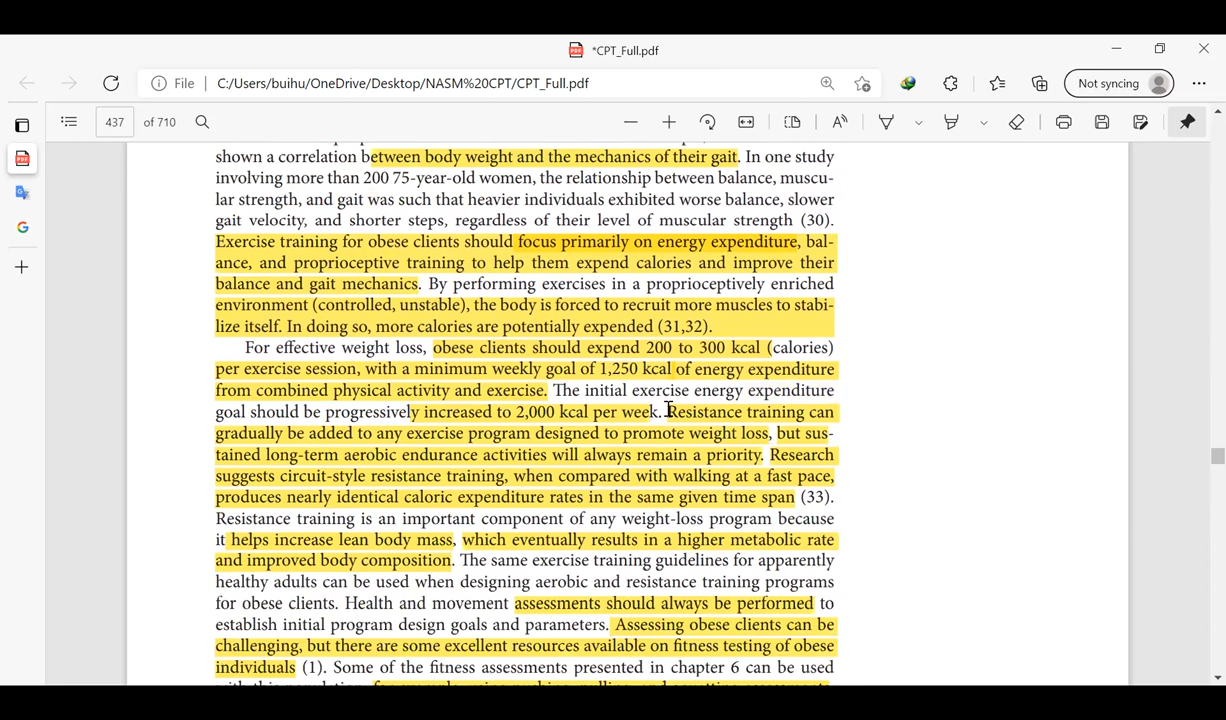 *CPT_Full.pdf
File | C:/Users/buihu/OneDrive/Desktop/NASM%20CPT/CPT_Full.pdf
Not syncing
437 of 710
shown a correlation between body weight and the mechanics of their gait. In one study
involving more than 200 75-year-old women, the relationship between balance, muscu-
lar strength, and gait was such that heavier individuals exhibited worse balance, slower
gait velocity, and shorter steps, regardless of their level of muscular strength (30).
Exercise training for obese clients should focus primarily on energy expenditure, bal-
ance, and proprioceptive training to help them expend calories and improve their
balance and gait mechanics. By performing exercises in a proprioceptively enriched
environment (controlled, unstable), the body is forced to recruit more muscles to stabi-
lize itself. In doing so, more calories are potentially expended (31,32).
For effective weight loss, obese clients should expend 200 to 300 kcal (calories)
per exercise session, with a minimum weekly goal of 1,250 kcal of energy expenditure
from combined physical activity and exercise. The initial exercise energy expenditure
goal should be progressively increased to 2,000 kcal per week. Resistance training can
gradually be added to any exercise program designed to promote weight loss, but sus-
tained long-term aerobic endurance activities will always remain a priority. Research
suggests circuit-style resistance training, when compared with walking at a fast pace,
produces nearly identical caloric expenditure rates in the same given time span (33).
Resistance training is an important component of any weight-loss program because
it helps increase lean body mass, which eventually results in a higher metabolic rate
and improved body composition. The same exercise training guidelines for apparently
healthy adults can be used when designing aerobic and resistance training programs
for obese clients. Health and movement assessments should always be performed to
establish initial program design goals and parameters. Assessing obese clients can be
challenging, but there are some excellent resources available on fitness testing of obese
individuals (1). Some of the fitness assessments presented in chapter 6 can be used